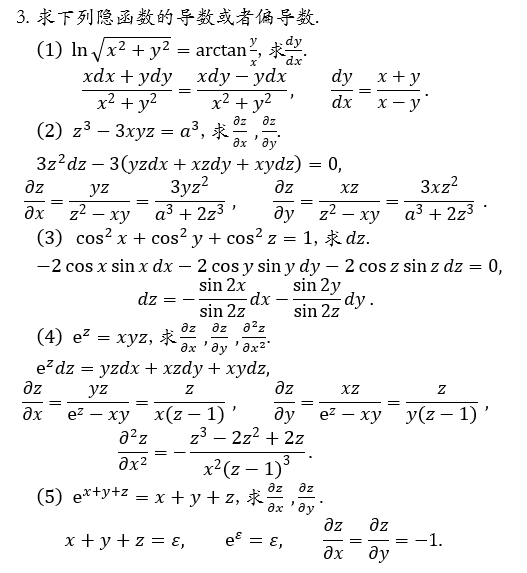 3. 求下列隐函数的导数或者偏导数.
(1) ln√(x² + y²) = arctan y/x, 求 dy/dx.
(xdx + ydy)/(x² + y²) = (xdy − ydx)/(x² + y²), dy/dx = (x + y)/(x − y).
(2) z³ − 3xyz = a³, 求 ∂z/∂x, ∂z/∂y.
3z²dz − 3(yzdx + xzdy + xydz) = 0,
∂z/∂x = yz/(z² − xy) = 3yz²/(a³ + 2z³), ∂z/∂y = xz/(z² − xy) = 3xz²/(a³ + 2z³).
(3) cos² x + cos² y + cos² z = 1, 求 dz.
−2 cos x sin x dx − 2 cos y sin y dy − 2 cos z sin z dz = 0,
dz = − (sin 2x)/(sin 2z) dx − (sin 2y)/(sin 2z) dy.
(4) e^z = xyz, 求 ∂z/∂x, ∂z/∂y, ∂²z/∂x².
e^z dz = yzdx + xzdy + xydz,
∂z/∂x = yz/(e^z − xy) = z/(x(z − 1)), ∂z/∂y = xz/(e^z − xy) = z/(y(z − 1)),
∂²z/∂x² = − (z³ − 2z² + 2z)/(x²(z − 1)³).
(5) e^(x+y+z) = x + y + z, 求 ∂z/∂x, ∂z/∂y.
x + y + z = ε, e^ε = ε, ∂z/∂x = ∂z/∂y = −1.